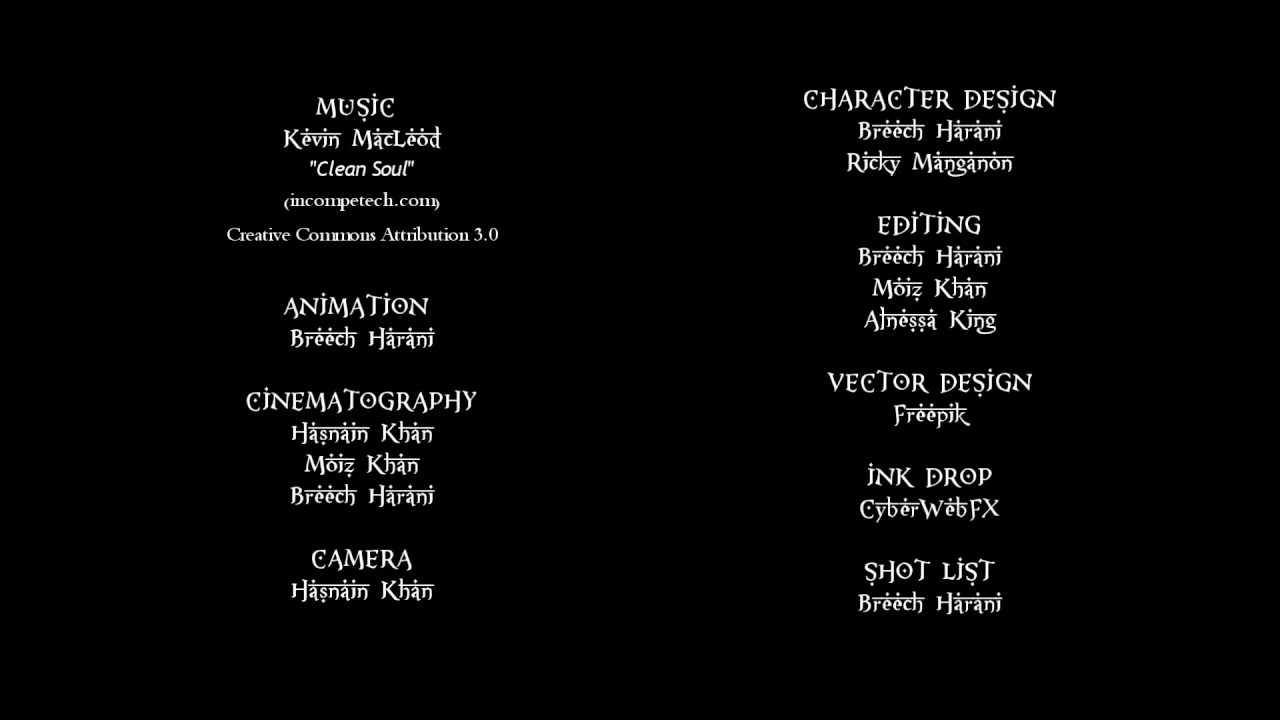 MUSIC
Kevin MacLeod
"Clean Soul"
(incompetech.com)
Creative Commons Attribution 3.0
ANIMATION
Breech Harani
CINEMATOGRAPHY
Hasnain Khan
Moiz Khan
Breech Harani
CAMERA
Hasnain Khan
CHARACTER DESIGN
Breech Harani
Ricky Manganon
EDITING
Breech Harani
Moiz Khan
Alnessa King
VECTOR DESIGN
Freepik
INK DROP
CyberWebFX
SHOT LIST
Breech Harani